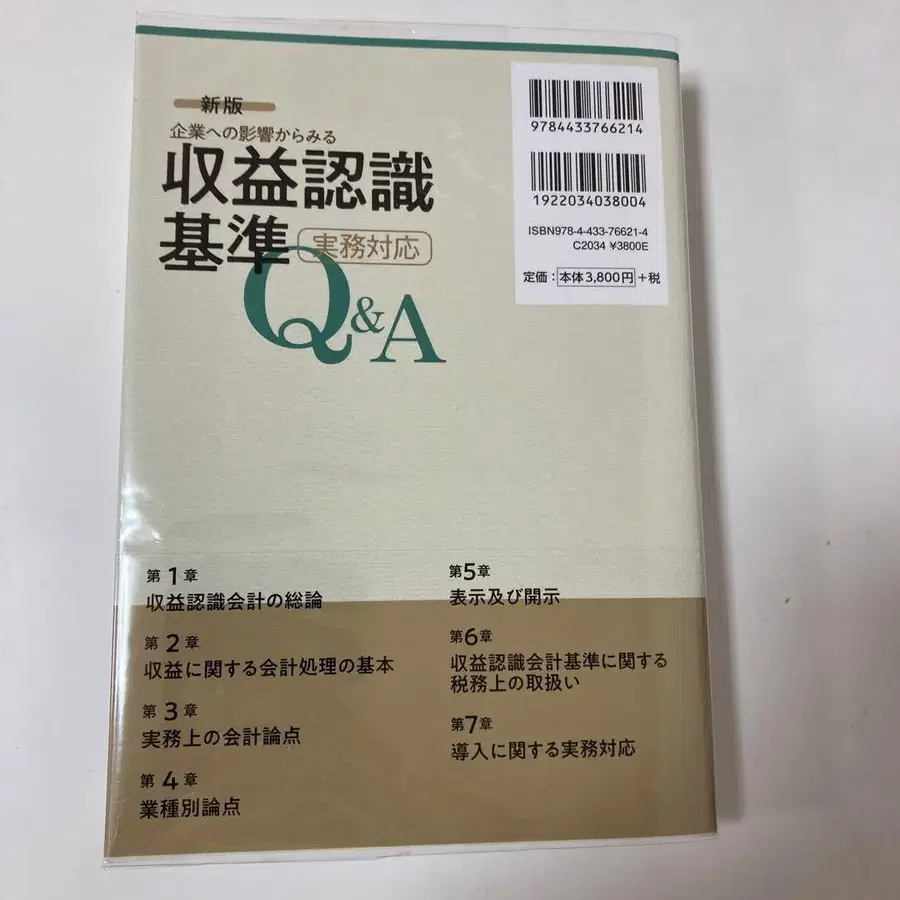 新版
企業への影響からみる
収益認識
基準 実務対応
Q&A
9784433766214
1922034038004
ISBN978-4-433-76621-4
C2034 ¥3800E
定価：本体3,800円+税
第1章
収益認識会計の総論
第2章
収益に関する会計処理の基本
第3章
実務上の会計論点
第4章
業種別論点
第5章
表示及び開示
第6章
収益認識会計基準に関する
税務上の取扱い
第7章
導入に関する実務対応